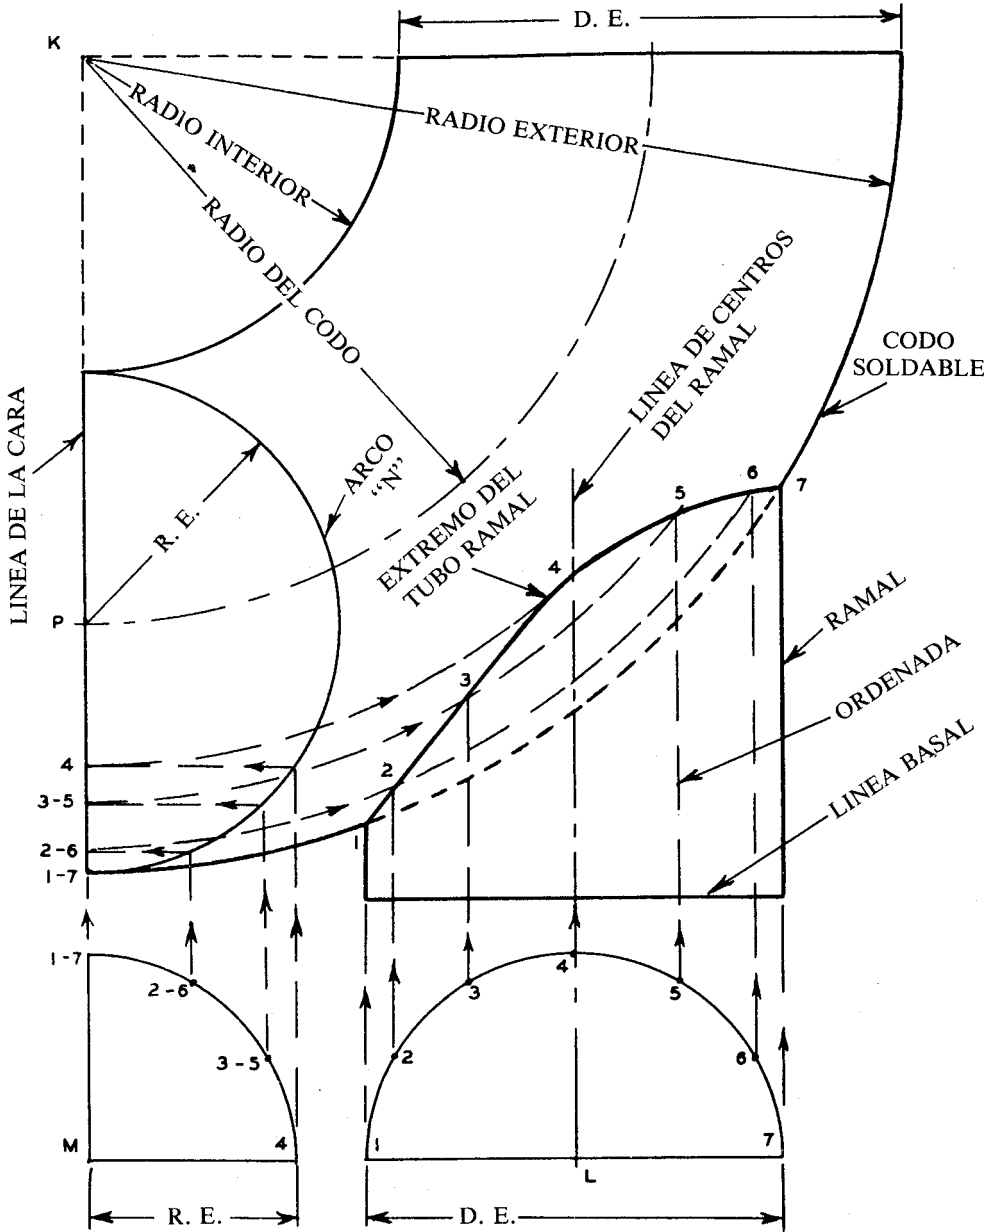 D. E.
K
RADIO INTERIOR
RADIO EXTERIOR
RADIO DEL CODO
LINEA DE CENTROS
DEL RAMAL
CODO
SOLDABLE
LINEA DE LA CARA
R. E.
ARCO
"N"
EXTREMO DEL
TUBO RAMAL
P
4
5
6
7
3
2
1
RAMAL
ORDENADA
LINEA BASAL
4
3-5
2-6
1-7
1-7
2-6
3-5
M
4
1
2
3
4
5
6
7
L
R. E.
D. E.